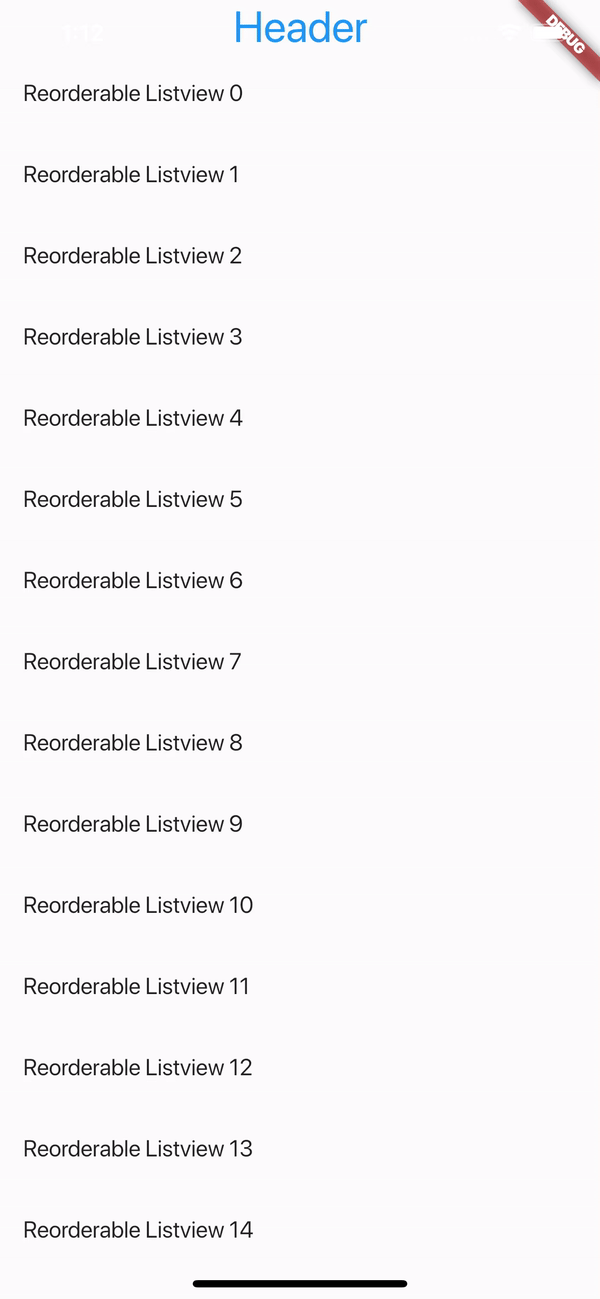 1:12
Header
DEBUG
Reorderable Listview 0
Reorderable Listview 1
Reorderable Listview 2
Reorderable Listview 3
Reorderable Listview 4
Reorderable Listview 5
Reorderable Listview 6
Reorderable Listview 7
Reorderable Listview 8
Reorderable Listview 9
Reorderable Listview 10
Reorderable Listview 11
Reorderable Listview 12
Reorderable Listview 13
Reorderable Listview 14